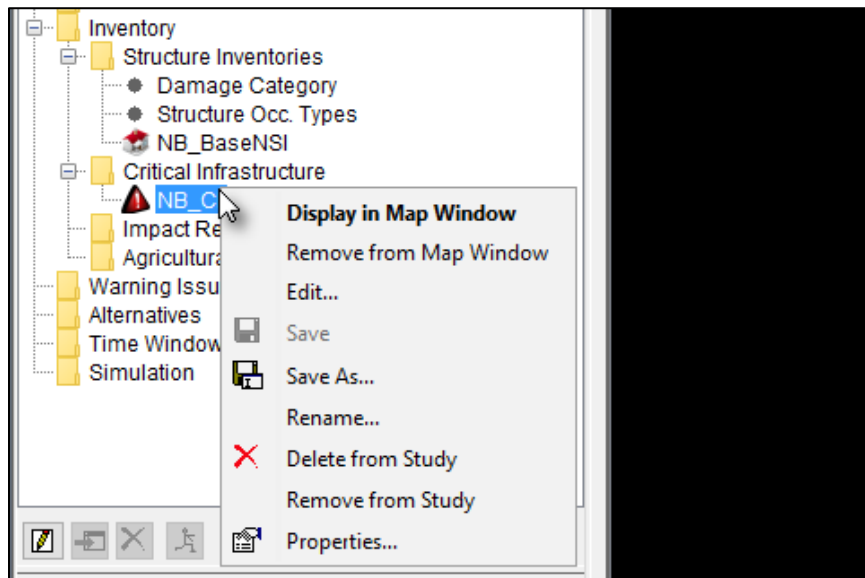 Inventory
Structure Inventories
Damage Category
Structure Occ. Types
NB_BaseNSI
Critical Infrastructure
NB_C
Impact Re
Agricultura
Warning Issu
Alternatives
Time Window
Simulation
Display in Map Window
Remove from Map Window
Edit...
Save
Save As...
Rename...
Delete from Study
Remove from Study
Properties...